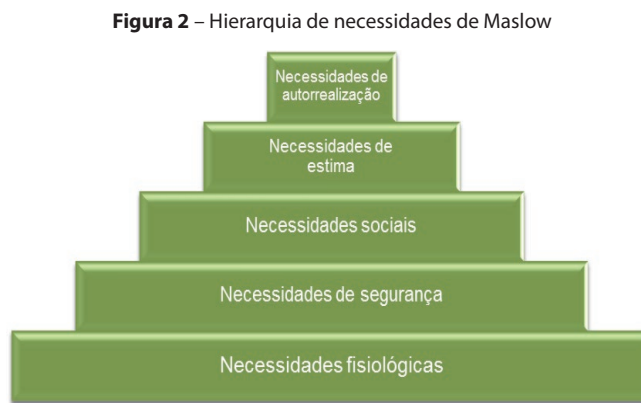 Figura 2 – Hierarquia de necessidades de Maslow
Necessidades de
autorrealização
Necessidades de
estima
Necessidades sociais
Necessidades de segurança
Necessidades fisiológicas